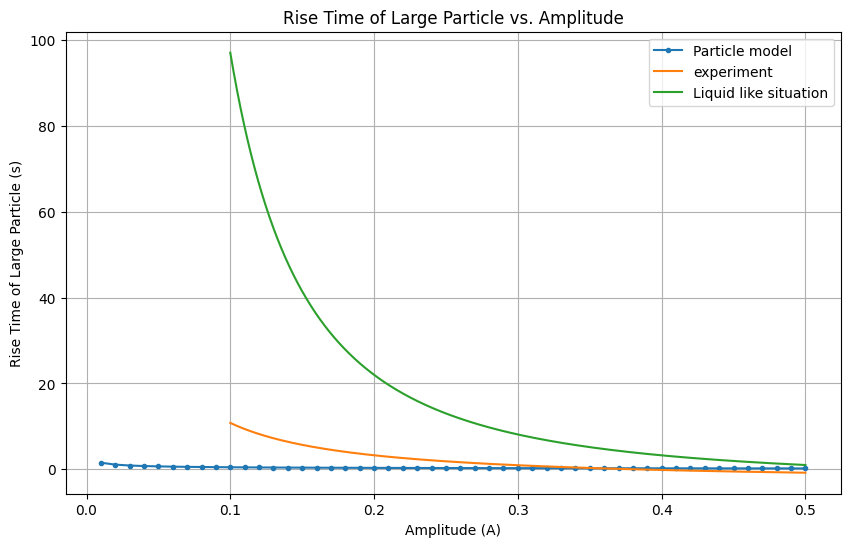 Rise Time of Large Particle vs. Amplitude
Particle model
experiment
Liquid like situation
Rise Time of Large Particle (s)
100
80
60
40
20
0
0.0
0.1
0.2
0.3
0.4
0.5
Amplitude (A)